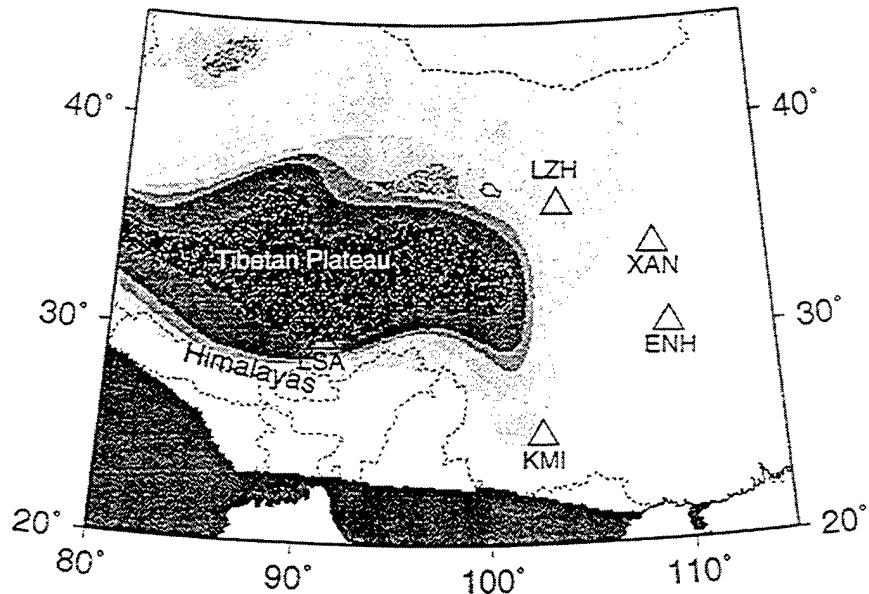 40°
40°
LZH
XAN
Tibetan Plateau
30°
30°
ENH
Himalayas
LSA
KMI
20°
20°
80°
90°
100°
110°